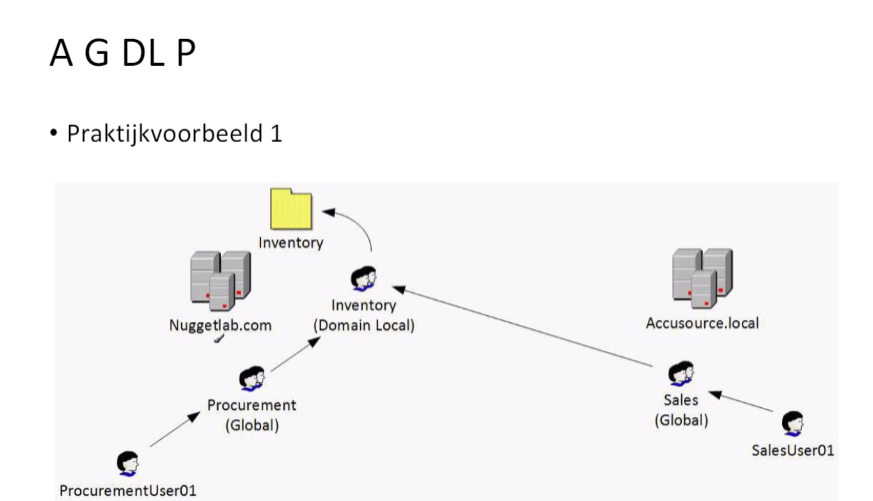 A G DL P
• Praktijkvoorbeeld 1
Inventory
Nuggetlab.com
Inventory
(Domain Local)
Accusource.local
Procurement
(Global)
Sales
(Global)
SalesUser01
ProcurementUser01